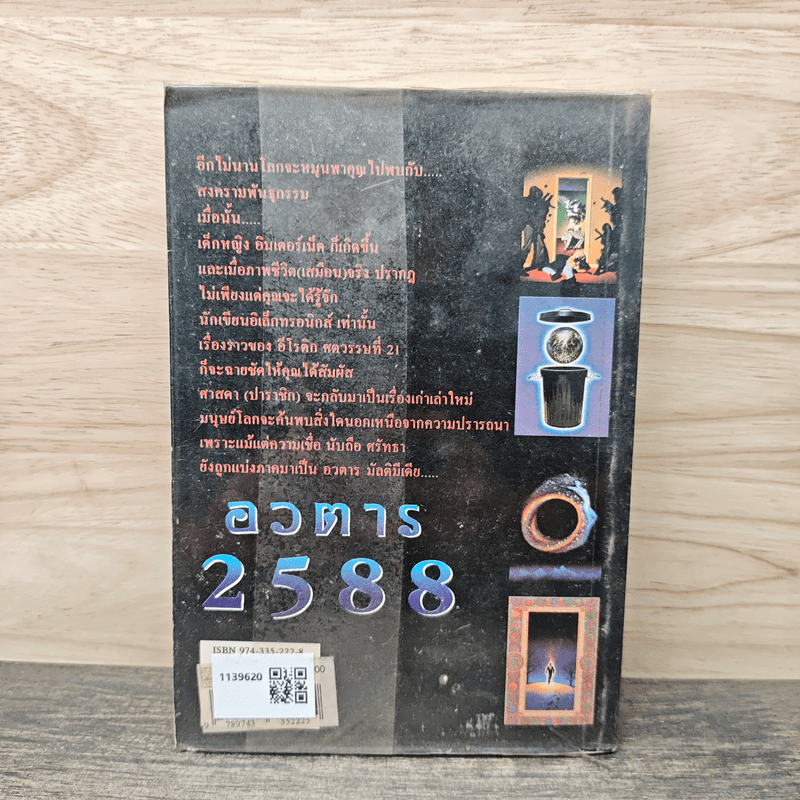 อีกไม่นานโลกจะหมุนพาคุณไปพบกับ.....
สงครามพันธุกรรม
เมื่อนั้น.....
เด็กหญิง อินเตอร์เน็ต ก็เกิดขึ้น
และเมื่อภาพชีวิต(เสมือน)จริง ปรากฏ
ไม่เพียงแต่คุณจะได้รู้จัก
นักเขียนอิเล็กทรอนิกส์ เท่านั้น
เรื่องราวของ อีโรติก ศตวรรษที่ 21
ก็จะฉายชัดให้คุณได้สัมผัส
ศาสดา (ปาราชิก) จะกลับมาเป็นเรื่องเก่าเล่าใหม่
มนุษย์โลกจะค้นพบสิ่งใดนอกเหนือจากความปรารถนา
เพราะแม้แต่ความเชื่อ นับถือ ศรัทธา
ยังถูกแบ่งภาคมาเป็น อวตาร มัลติมีเดีย.....
อวตาร
2588
ISBN 974-335-222-8
00
1139620
9 789743 352225